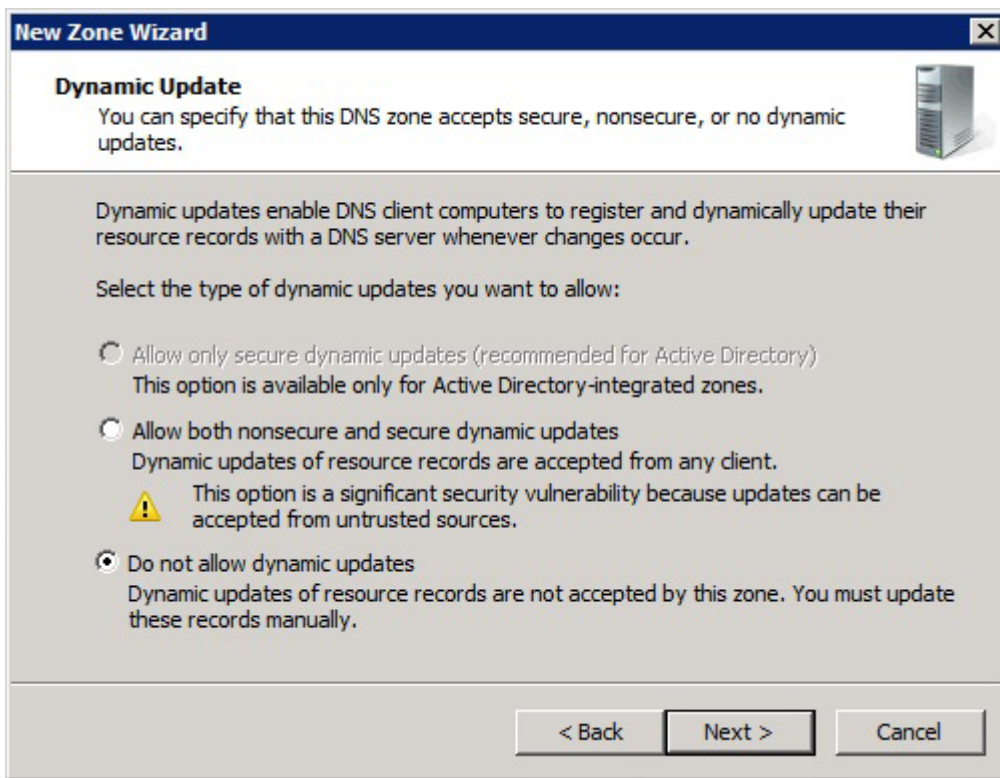 New Zone Wizard
Dynamic Update
You can specify that this DNS zone accepts secure, nonsecure, or no dynamic
updates.
Dynamic updates enable DNS client computers to register and dynamically update their
resource records with a DNS server whenever changes occur.
Select the type of dynamic updates you want to allow:
Allow only secure dynamic updates (recommended for Active Directory)
This option is available only for Active Directory-integrated zones.
Allow both nonsecure and secure dynamic updates
Dynamic updates of resource records are accepted from any client.
This option is a significant security vulnerability because updates can be
accepted from untrusted sources.
Do not allow dynamic updates
Dynamic updates of resource records are not accepted by this zone. You must update
these records manually.
< Back Next > Cancel